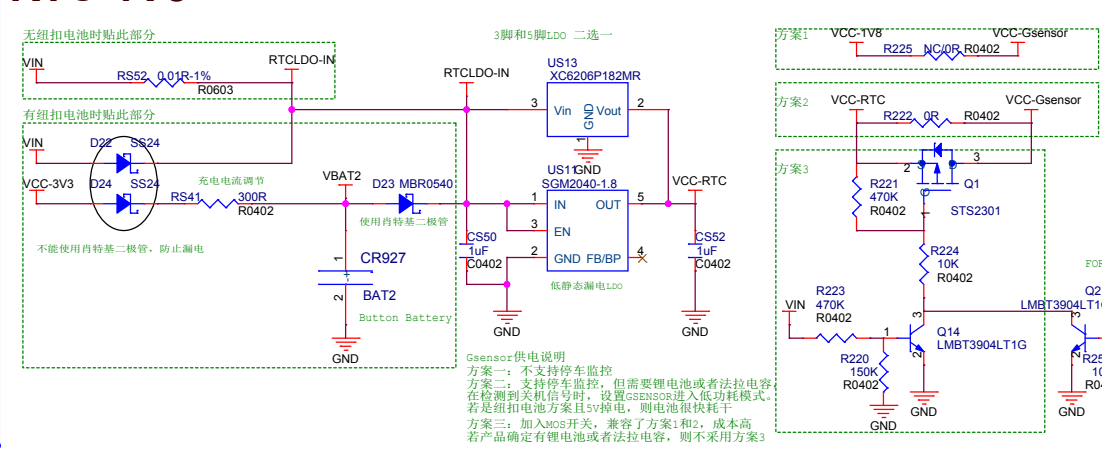 无纽扣电池时贴此部分
VIN
RS52 0.01R-1%
R0603
RTCLDO-IN
有纽扣电池时贴此部分
VIN
D22 SS24
VCC-3V3
D24 SS24
RS41
充电电流调节
300R
R0402
不能使用肖特基二极管，防止漏电
VBAT2
D23 MBR0540
使用肖特基二极管
1
CR927
+
2
BAT2
Button Battery
GND
3脚和5脚LDO 二选一
RTCLDO-IN
US13
XC6206P182MR
3 Vin GND Vout 2
1
GND
US11
SGM2040-1.8
1 IN OUT 5
3 EN
2 GND FB/BP 4
低静态漏电LDO
CS50
1uF
C0402
GND
VCC-RTC
CS52
1uF
C0402
GND
Gsensor供电说明
方案一：不支持停车监控
方案二：支持停车监控，但需要锂电池或者法拉电容，
在检测到关机信号时，设置GSENSOR进入低功耗模式。
若是纽扣电池方案且5V掉电，则电池很快耗干
方案三：加入MOS开关，兼容了方案1和2，成本高
若产品确定有锂电池或者法拉电容，则不采用方案3
方案1
VCC-1V8
R225 NC/0R R0402
VCC-Gsensor
方案2
VCC-RTC
R222 0R R0402
VCC-Gsensor
方案3
2
3
1
Q1
STS2301
R221
470K
R0402
R224
10K
R0402
VIN
R223
470K
R0402
1
3
2
Q14
LMBT3904LT1G
R220
150K
R0402
GND
GND
FOR
Q2
LMBT3904LT1G
3
2
R25
10
R04
GND